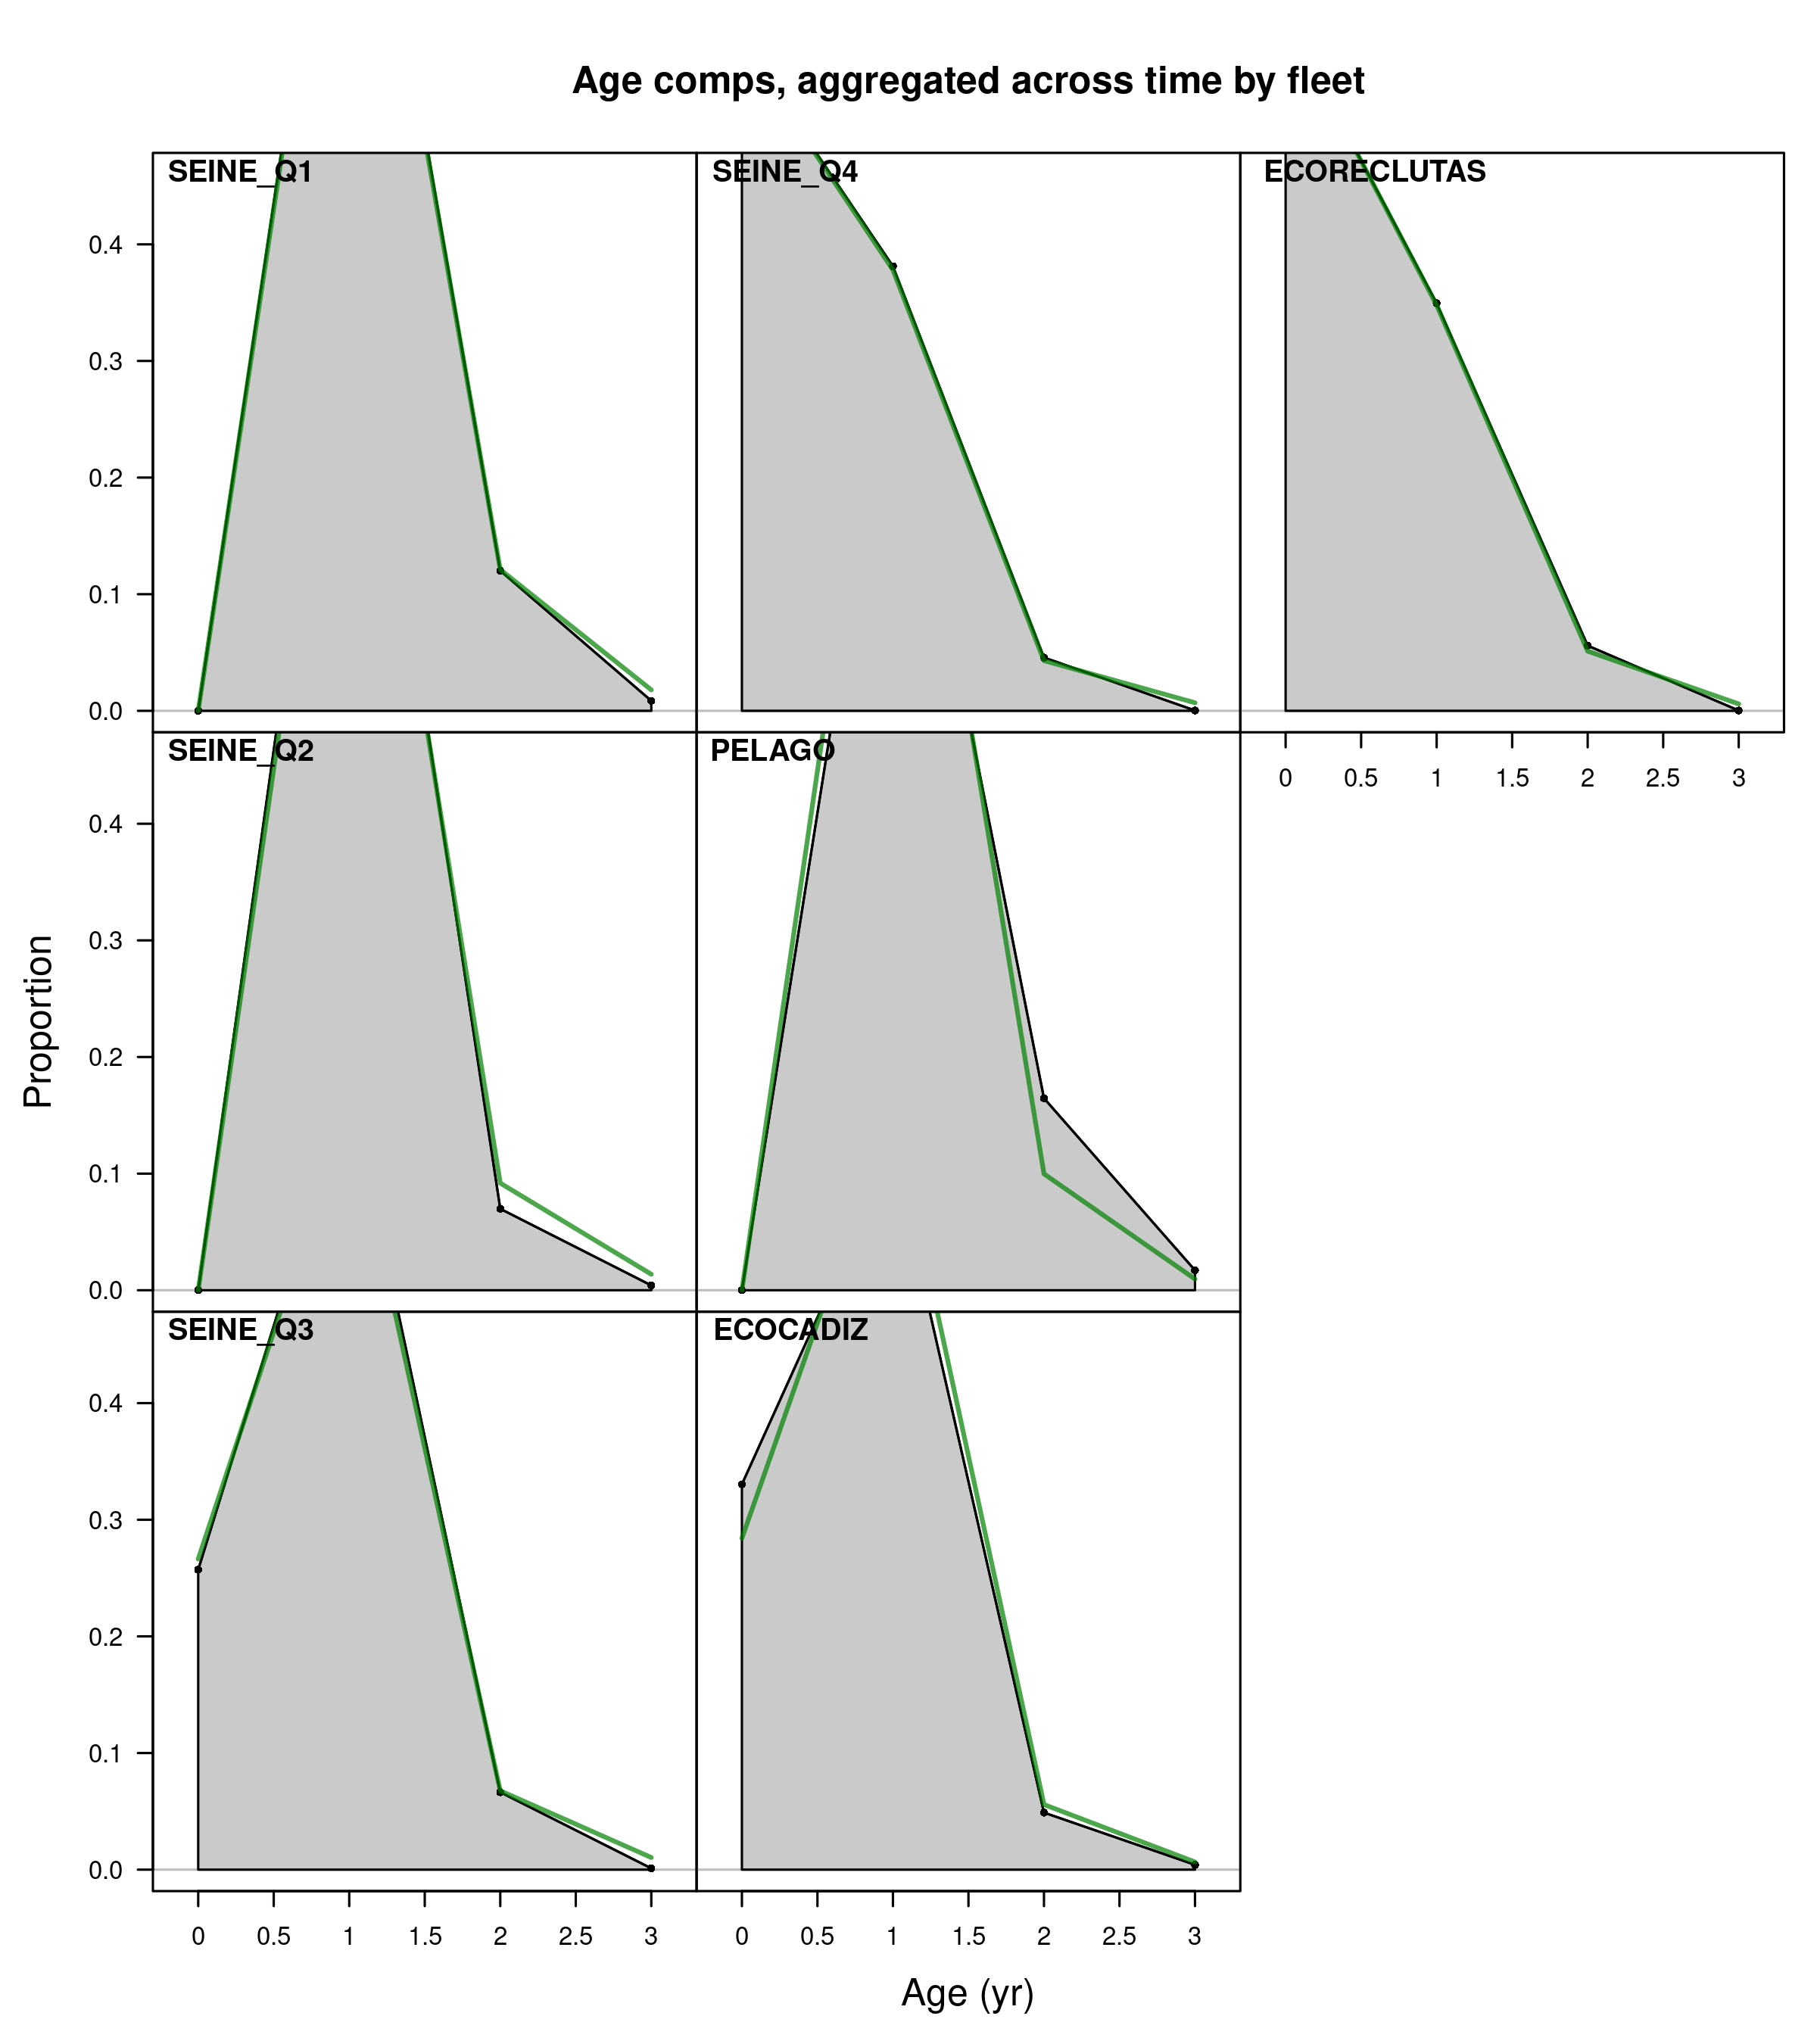 Age comps, aggregated across time by fleet
SEINE_Q1
SEINE_Q4
ECORECLUTAS
0.4
0.3
0.2
0.1
0.0
0 0.5 1 1.5 2 2.5 3
SEINE_Q2
PELAGO
0.4
0.3
0.2
0.1
0.0
Proportion
SEINE_Q3
ECOCADIZ
0.4
0.3
0.2
0.1
0.0
0 0.5 1 1.5 2 2.5 3
0 0.5 1 1.5 2 2.5 3
Age (yr)